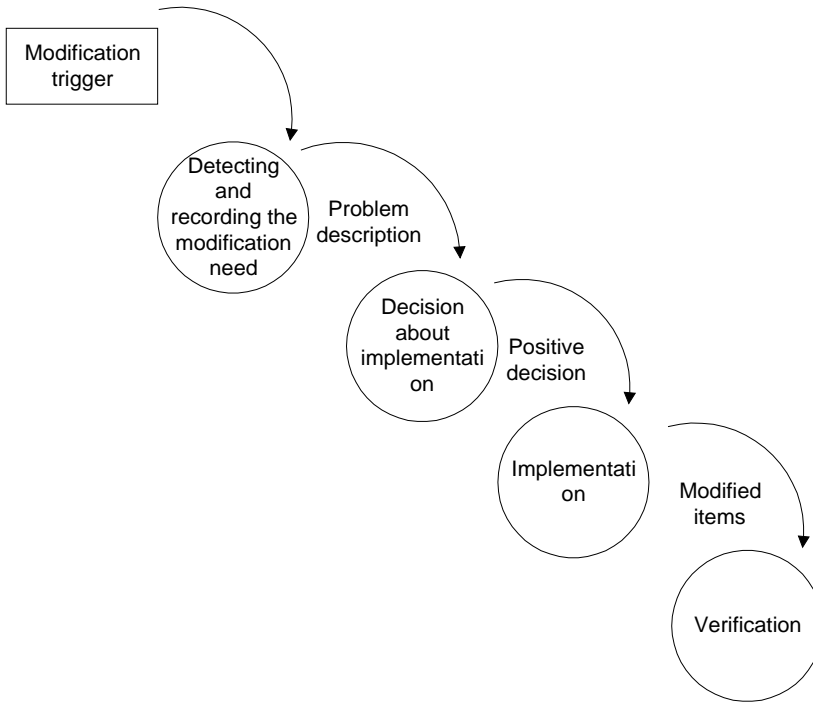 Modification
trigger
Detecting
and
recording the
modification
need
Problem
description
Decision
about
implementati
on
Positive
decision
Implementati
on
Modified
items
Verification